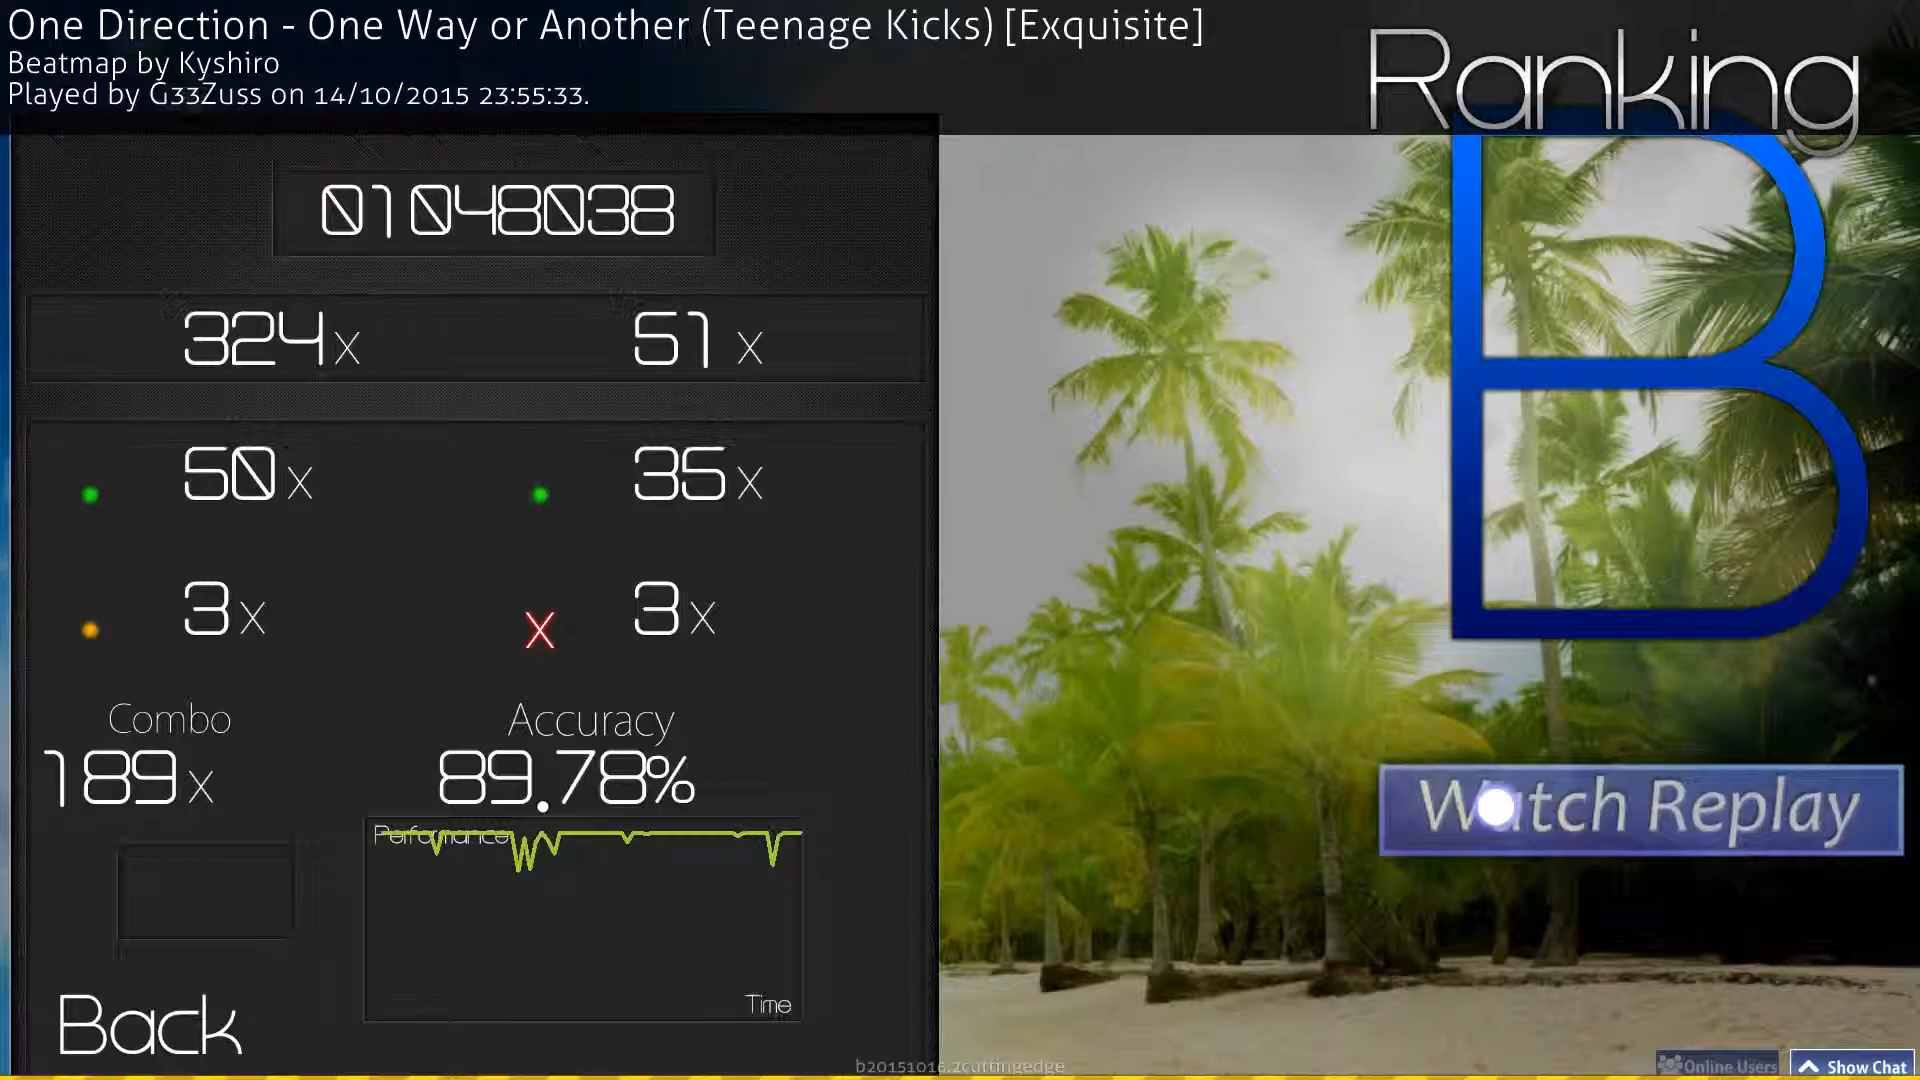 One Direction - One Way or Another (Teenage Kicks) [Exquisite]
Beatmap by Kyshiro
Played by G33Zuss on 14/10/2015 23:55:33.
Ranking
01048038
324x 51x
50x 35x
3x X 3x
Combo Accuracy
189x 89.78%
B
Watch Replay
Performance
Time
Back
b20151016.2cuttingedge
Online Users
Show Chat